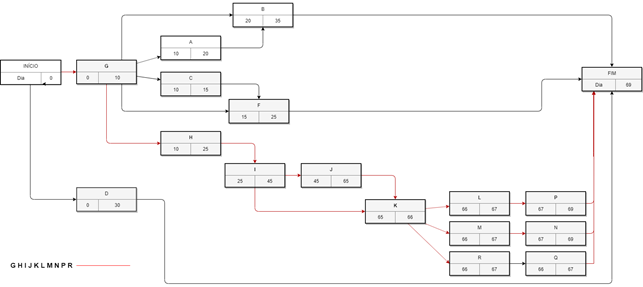 B
20 35
A
10 20
INÍCIO
Dia 0
G
0 10
C
10 15
FIM
Dia 69
F
15 25
H
10 25
I
25 45
J
45 65
D
0 30
K
65 66
L
66 67
P
67 69
M
66 67
N
67 69
R
66 67
Q
66 67
G H I J K L M N P R